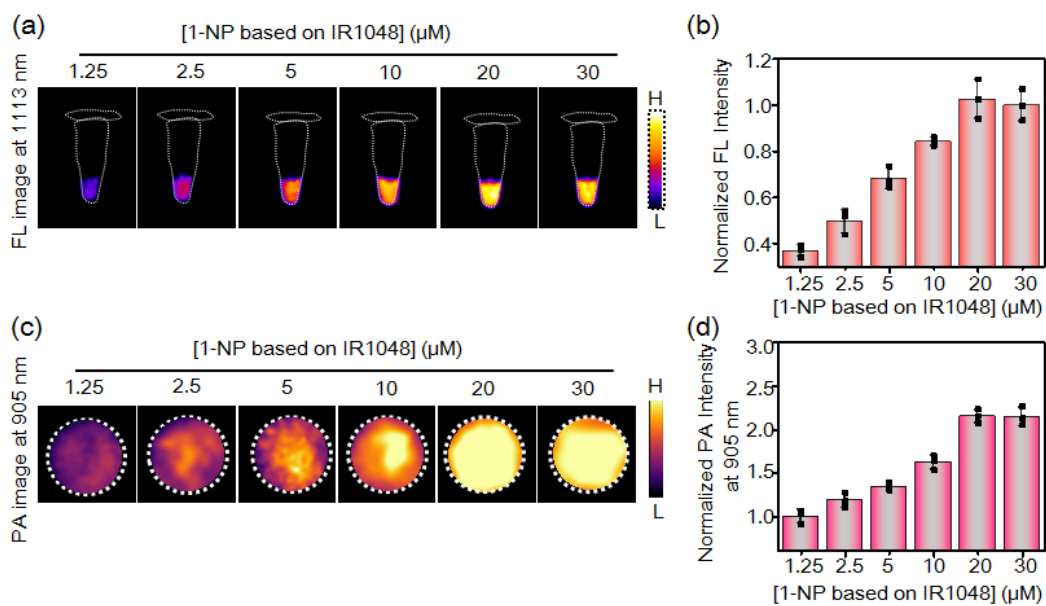 (a)
[1-NP based on IR1048] (μM)
1.25 2.5 5 10 20 30
FL image at 1113 nm
H
L
(b)
Normalized FL Intensity
1.2
1.0
0.8
0.6
0.4
1.25 2.5 5 10 20 30
[1-NP based on IR1048] (μM)
(c)
[1-NP based on IR1048] (μM)
1.25 2.5 5 10 20 30
PA image at 905 nm
H
L
(d)
Normalized PA Intensity
at 905 nm
3.0
2.5
2.0
1.5
1.0
1.25 2.5 5 10 20 30
[1-NP based on IR1048] (μM)